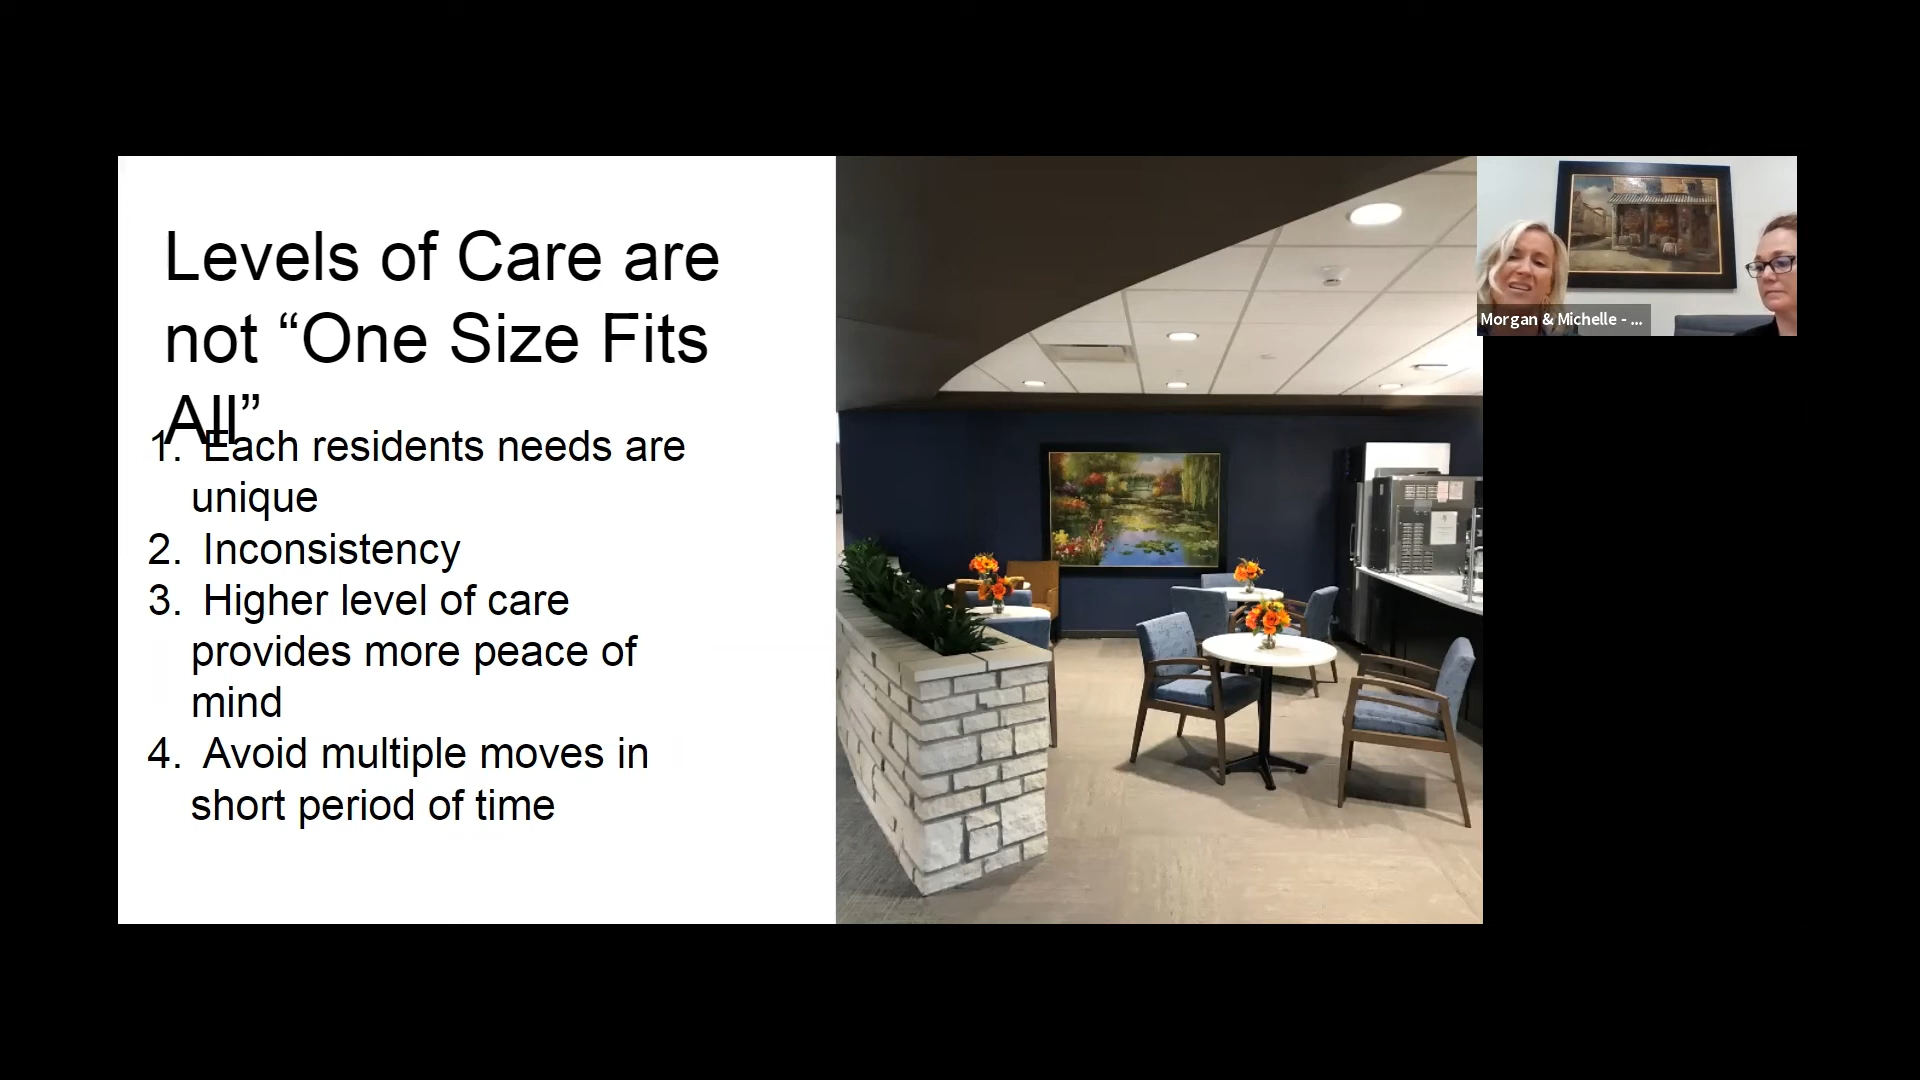 Levels of Care are
not “One Size Fits
All”
1. Each residents needs are
unique
2. Inconsistency
3. Higher level of care
provides more peace of
mind
4. Avoid multiple moves in
short period of time
Morgan & Michelle - ...